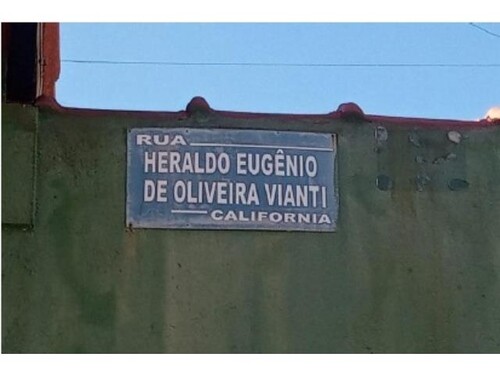 RUA
HERALDO EUGÊNIO
DE OLIVEIRA VIANTI
CALIFORNIA